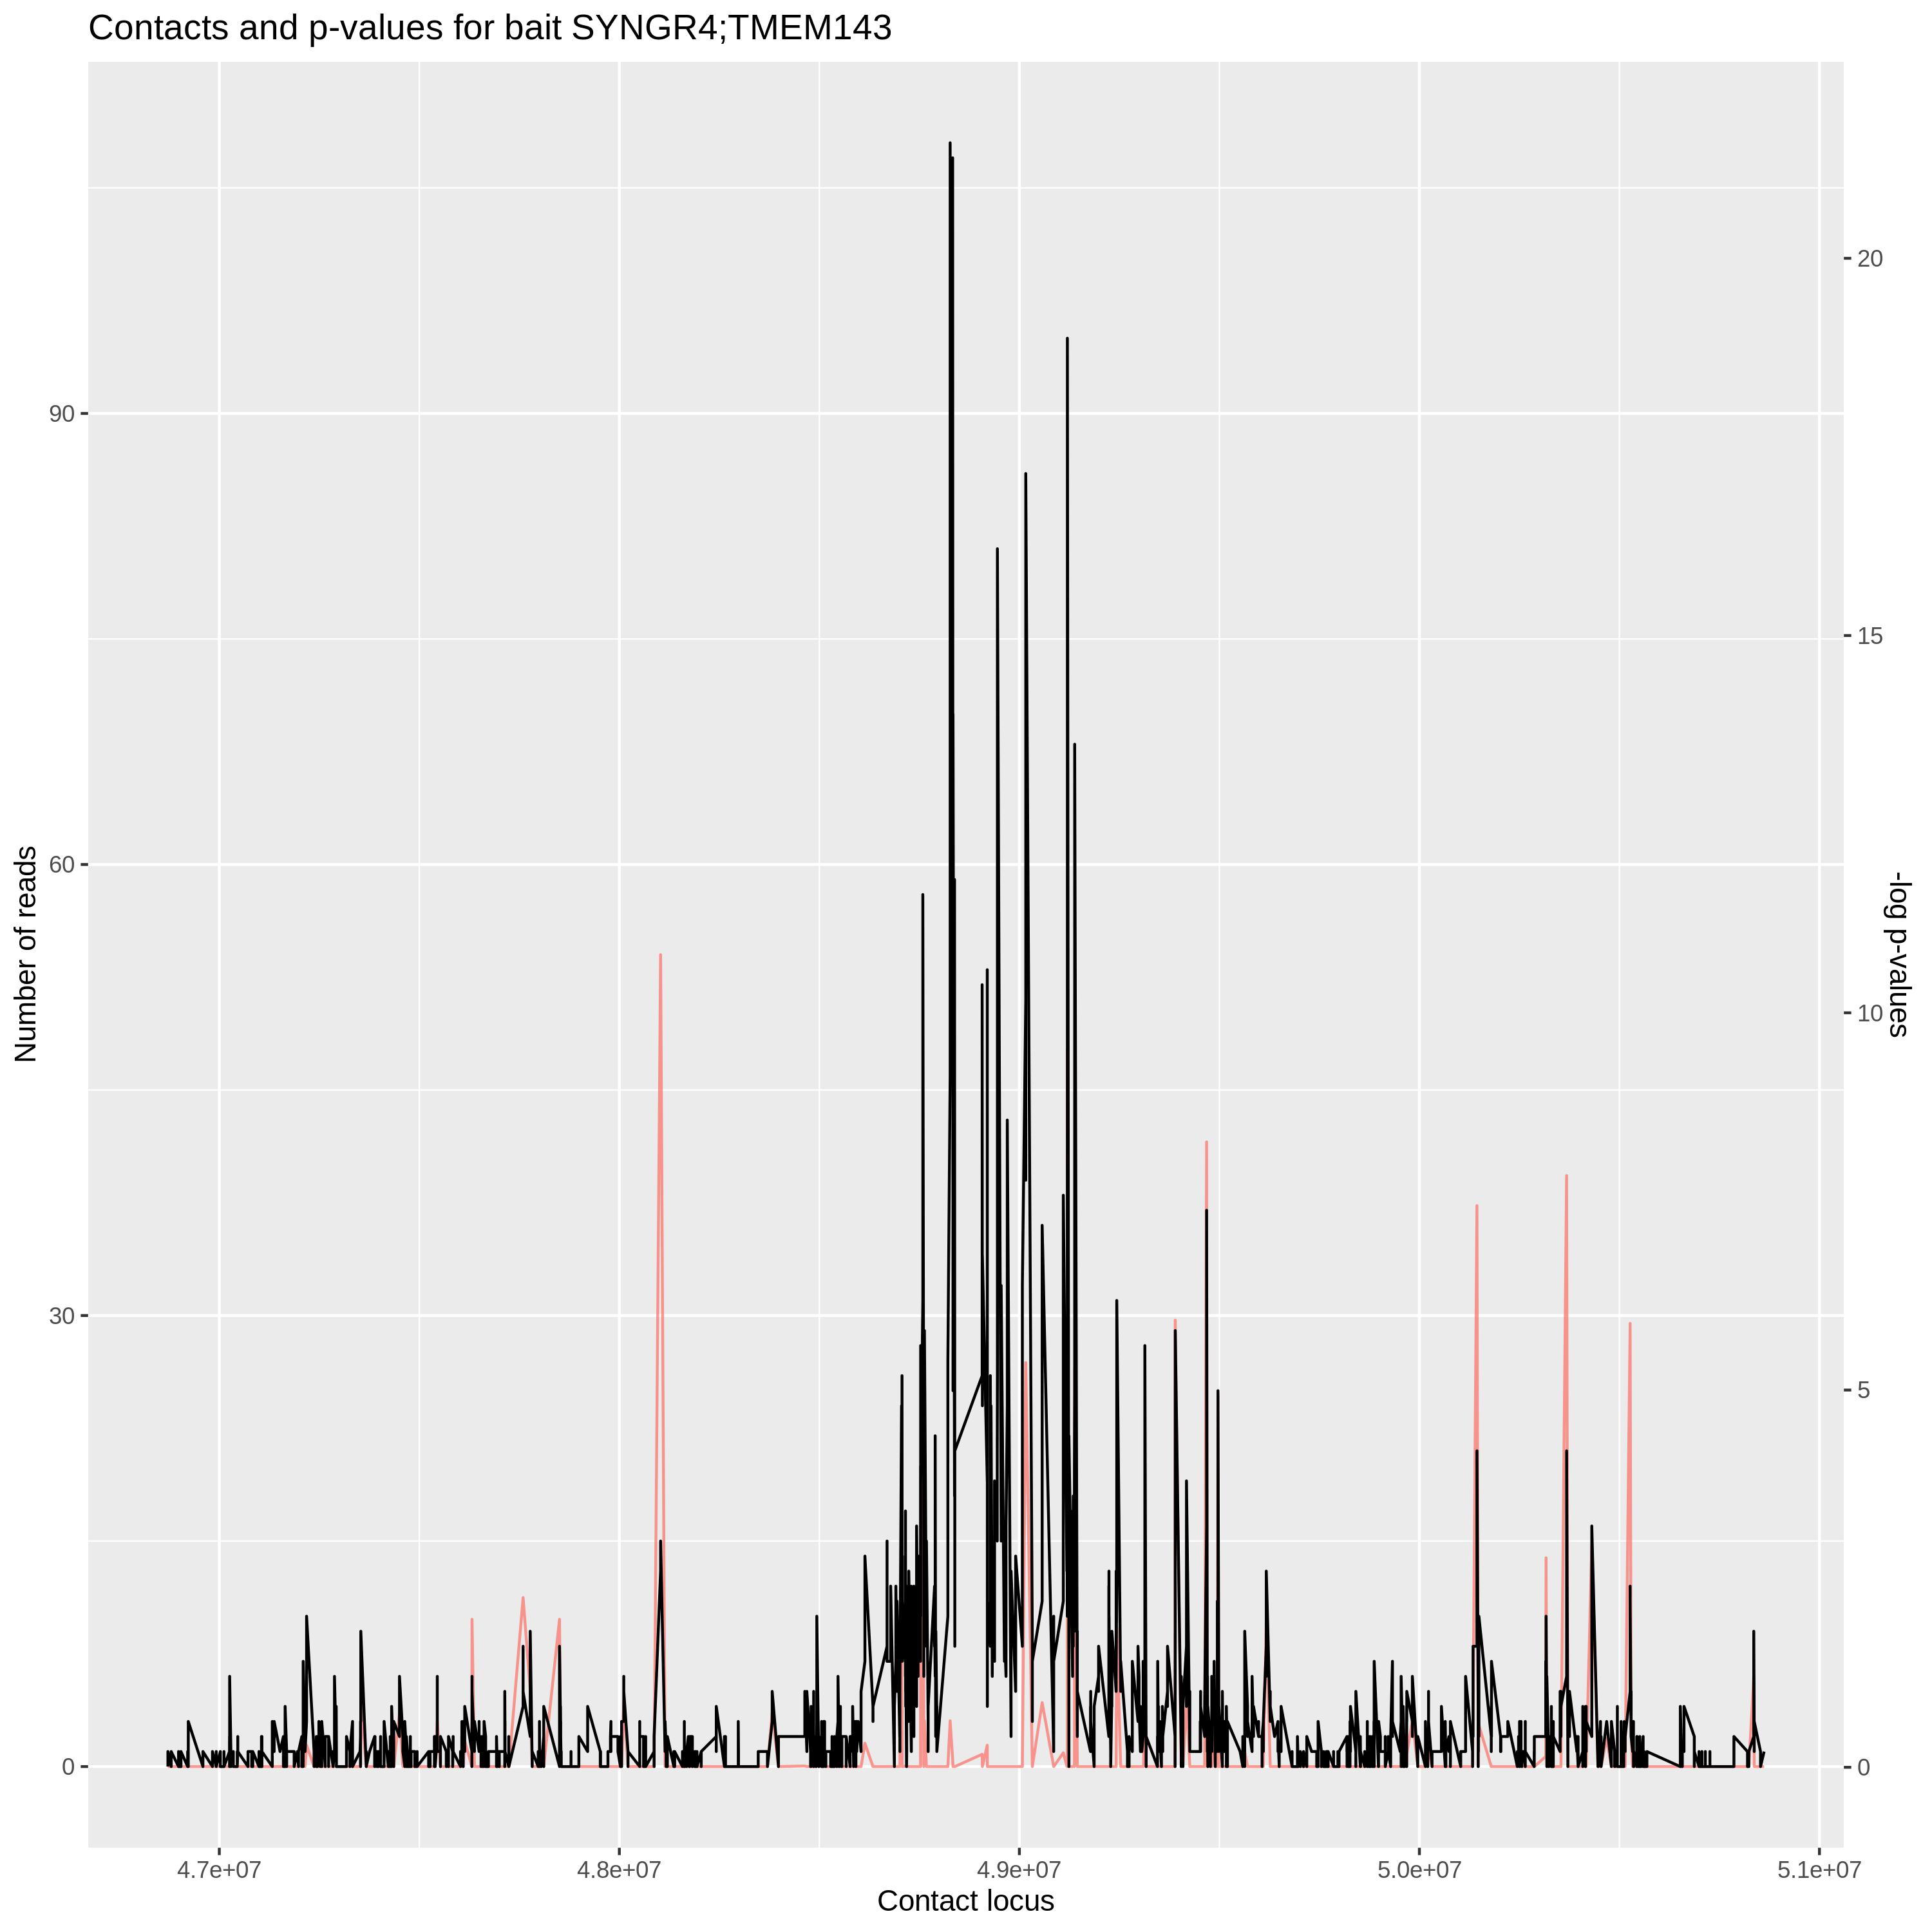 Contacts and p-values for bait SYNGR4;TMEM143
Number of reads
90
60
30
0
20
15
10
5
0
-log p-values
4.7e+07 4.8e+07 4.9e+07 5.0e+07 5.1e+07
Contact locus